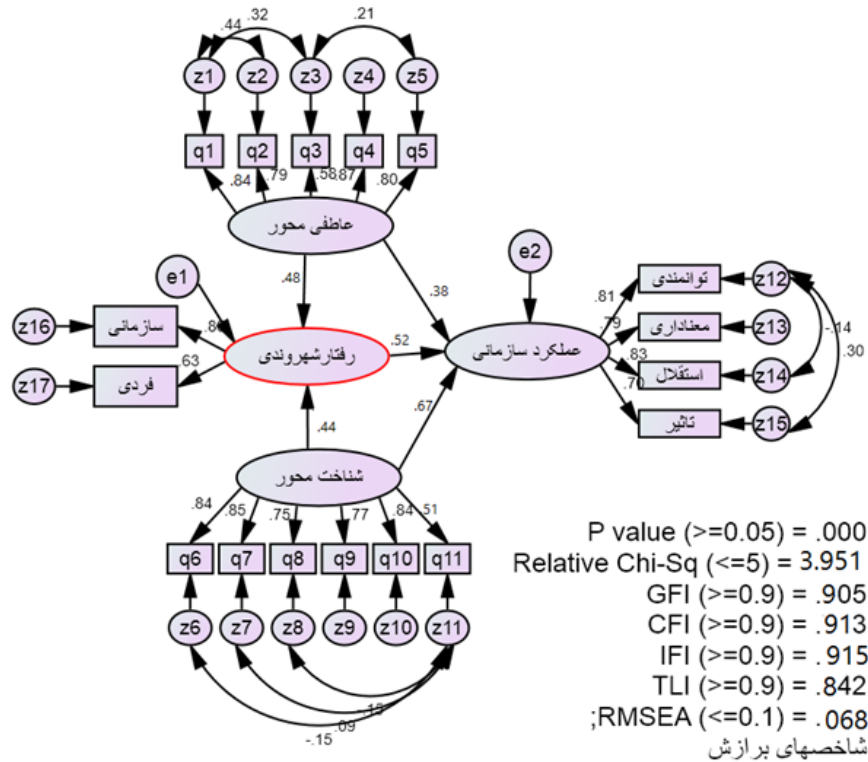 .44 .32 .21
z1 z2 z3 z4 z5
q1 q2 q3 q4 q5
.84 .79 .58 .87 .80
عاطفی محور
e1
e2
.48
.38
z16
سازمانی
z17
فردی
.63
رفتارشهروندی
.52
عملکرد سازمانی
.81
.79
.83
.70
توانمندی
معناداری
استقلال
تاثیر
z12
z13
z14
z15
-.14
.30
.44
.67
شناخت محور
.84 .85 .75 .77 .84 .51
q6 q7 q8 q9 q10 q11
z6 z7 z8 z9 z10 z11
.09
-.15
P value (>=0.05) = .000
Relative Chi-Sq (<=5) = 3.951
GFI (>=0.9) = .905
CFI (>=0.9) = .913
IFI (>=0.9) = .915
TLI (>=0.9) = .842
;RMSEA (<=0.1) = .068
شاخصهای برازش